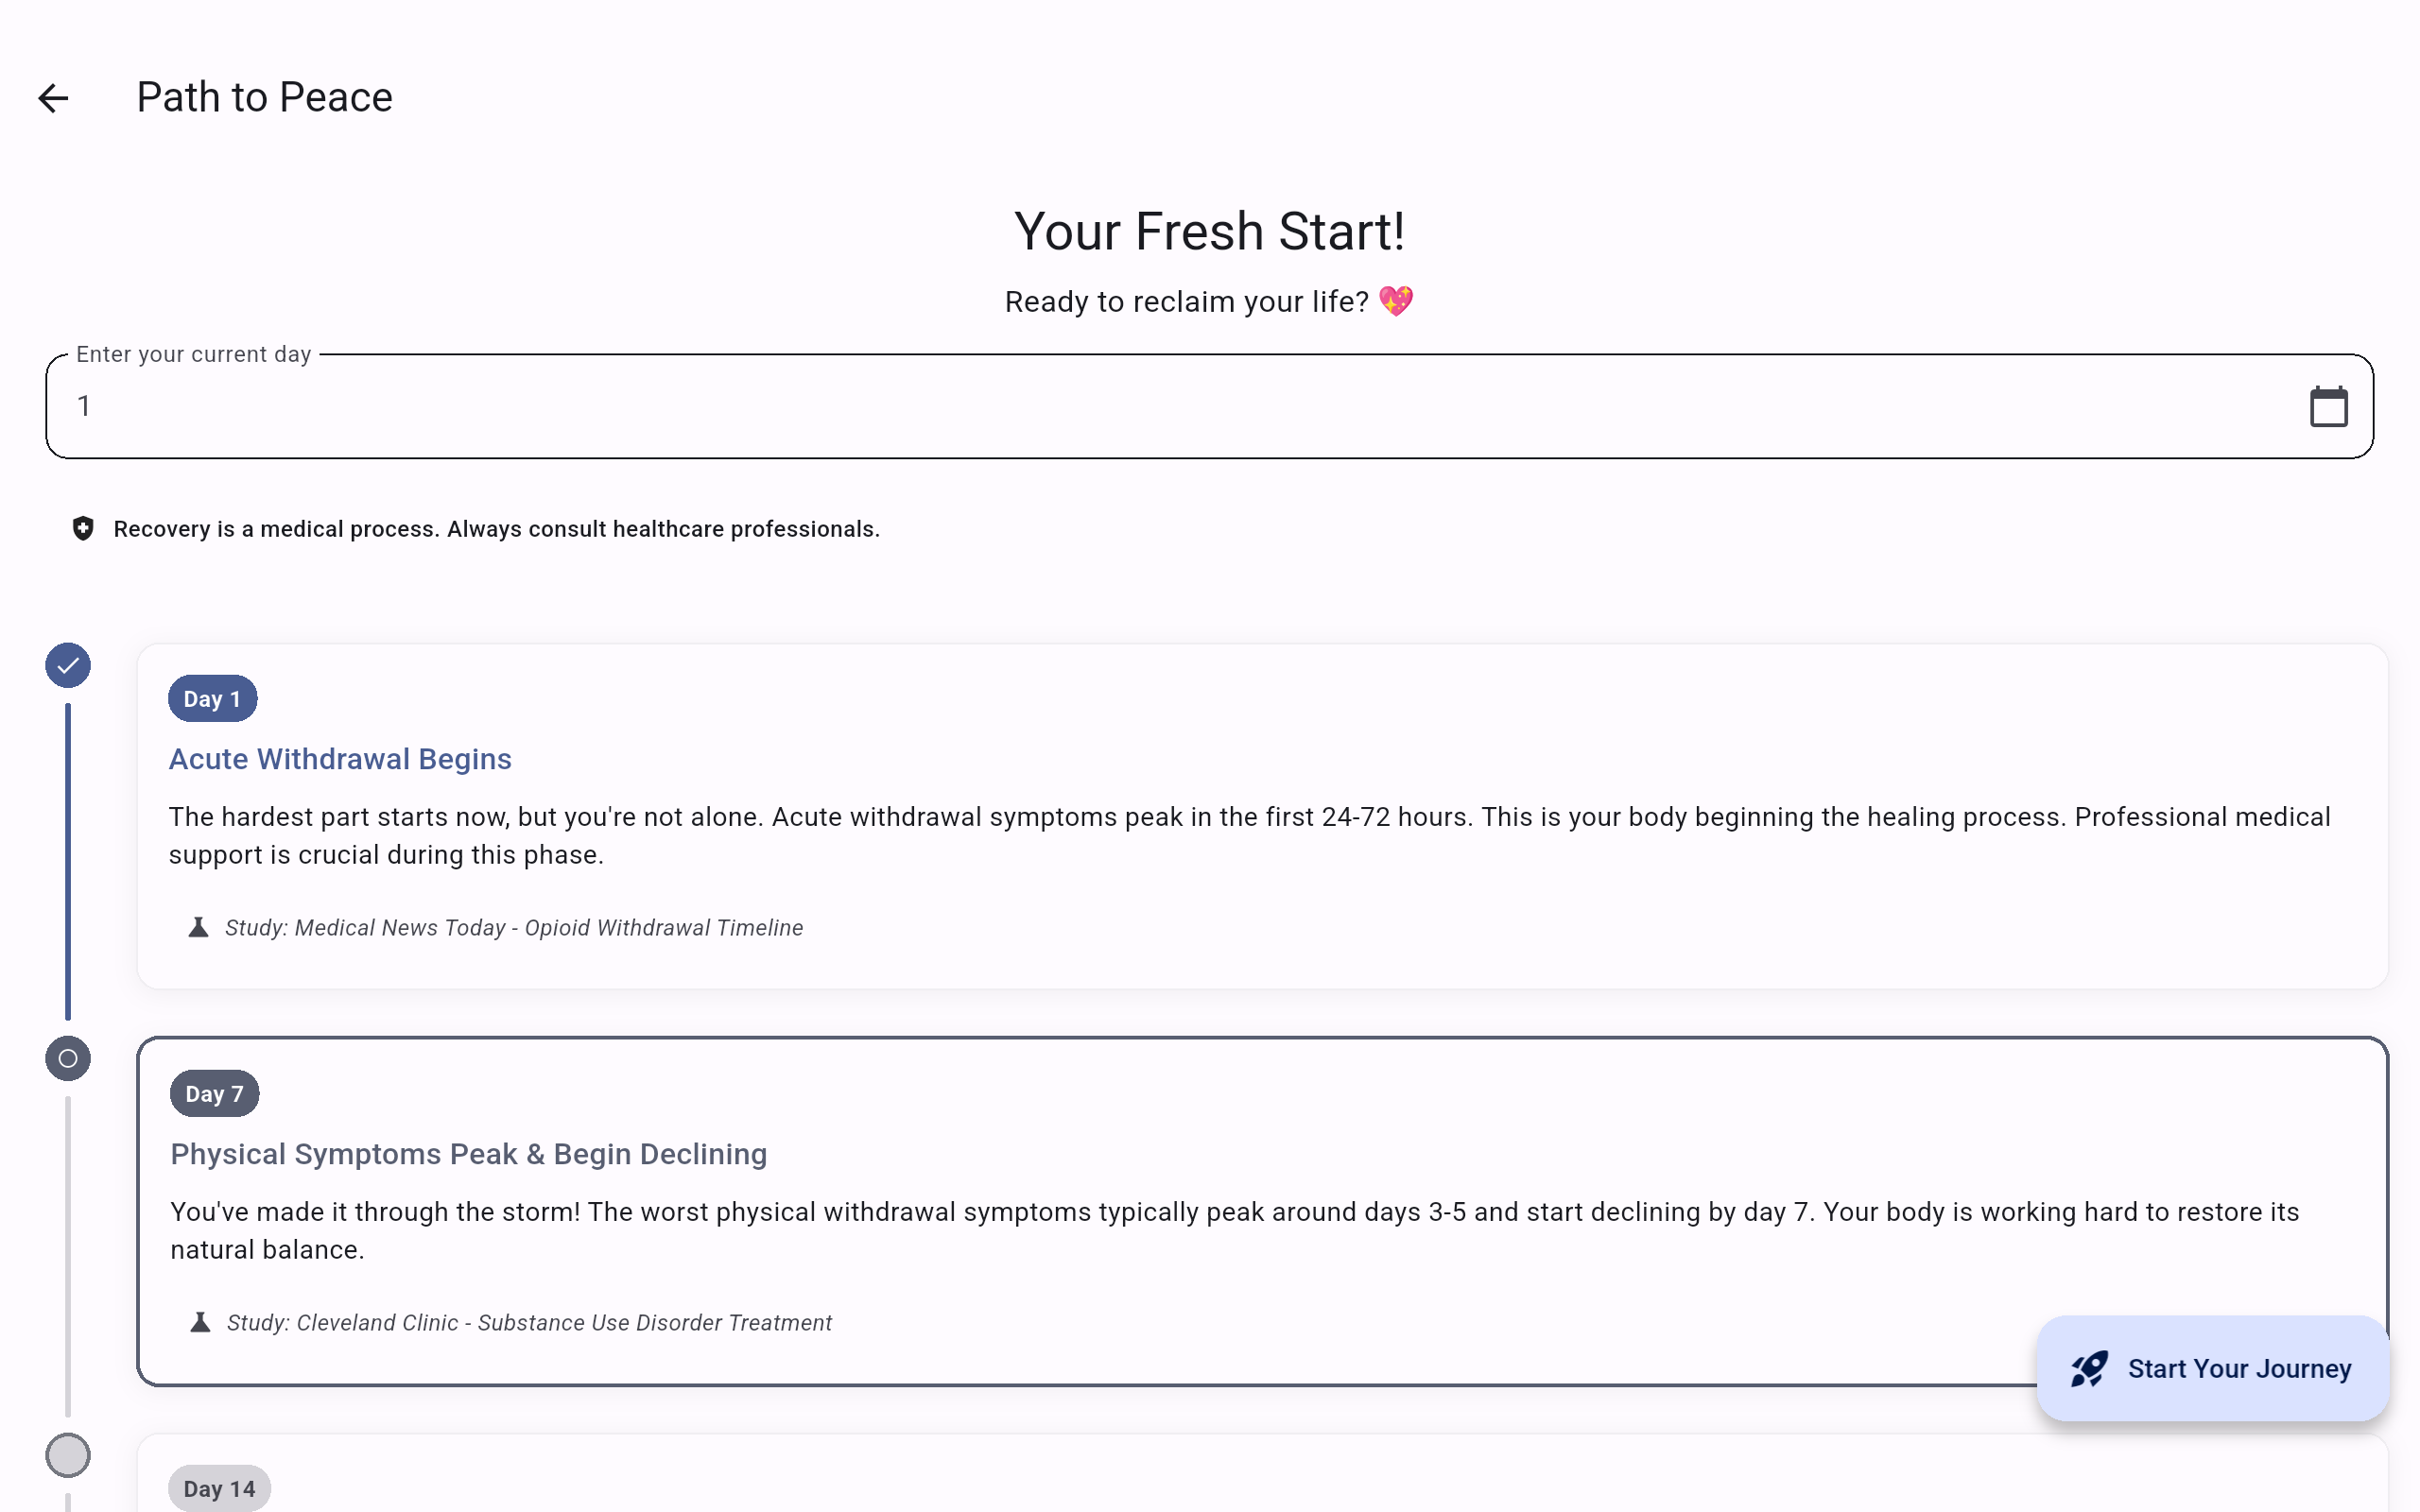 Path to Peace
Your Fresh Start!
Ready to reclaim your life? 💖
Enter your current day
1
Recovery is a medical process. Always consult healthcare professionals.
Day 1
Acute Withdrawal Begins
The hardest part starts now, but you're not alone. Acute withdrawal symptoms peak in the first 24-72 hours. This is your body beginning the healing process. Professional medical
support is crucial during this phase.
Study: Medical News Today - Opioid Withdrawal Timeline
Day 7
Physical Symptoms Peak & Begin Declining
You've made it through the storm! The worst physical withdrawal symptoms typically peak around days 3-5 and start declining by day 7. Your body is working hard to restore its
natural balance.
Study: Cleveland Clinic - Substance Use Disorder Treatment
Start Your Journey
Day 14